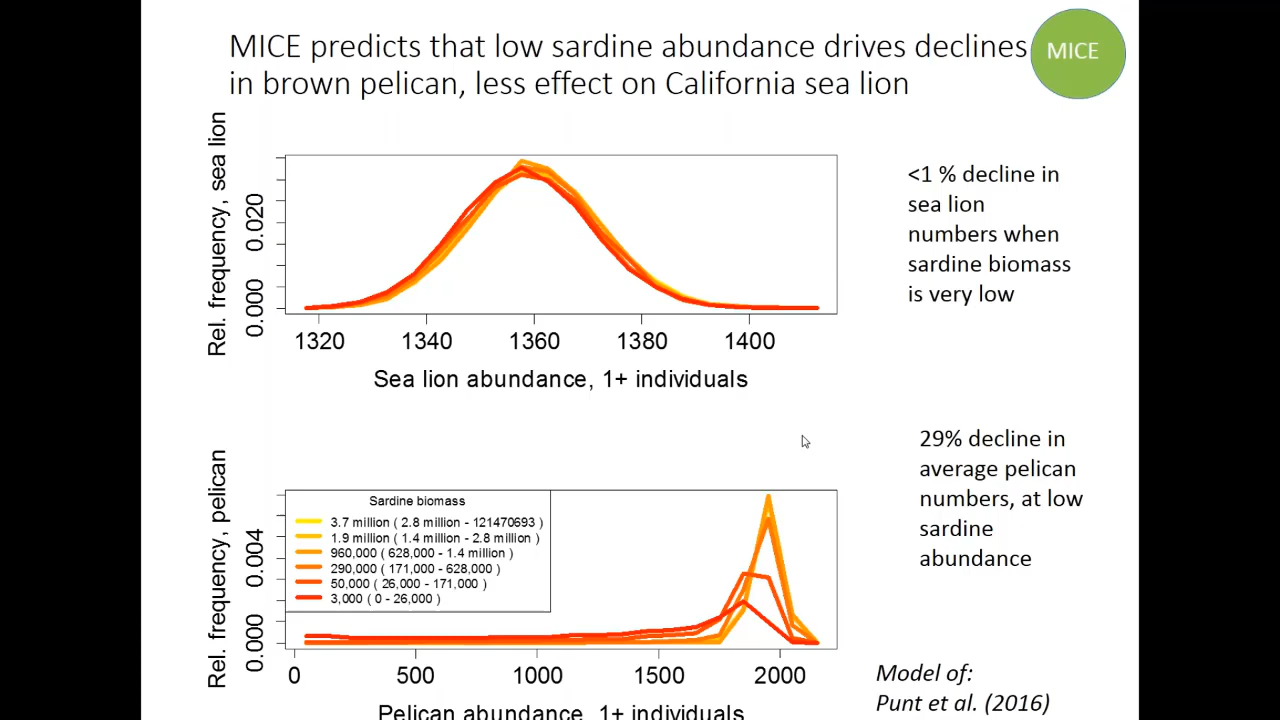 MICE predicts that low sardine abundance drives declines
in brown pelican, less effect on California sea lion
MICE
Rel. frequency, sea lion
0.000
0.020
1320
1340
1360
1380
1400
Sea lion abundance, 1+ individuals
<1 % decline in
sea lion
numbers when
sardine biomass
is very low
Rel. frequency, pelican
0.000
0.004
Sardine biomass
3.7 million ( 2.8 million - 121470693 )
1.9 million ( 1.4 million - 2.8 million )
960,000 ( 628,000 - 1.4 million )
290,000 ( 171,000 - 628,000 )
50,000 ( 26,000 - 171,000 )
3,000 ( 0 - 26,000 )
0
500
1000
1500
2000
Pelican abundance, 1+ individuals
29% decline in
average pelican
numbers, at low
sardine
abundance
Model of:
Punt et al. (2016)